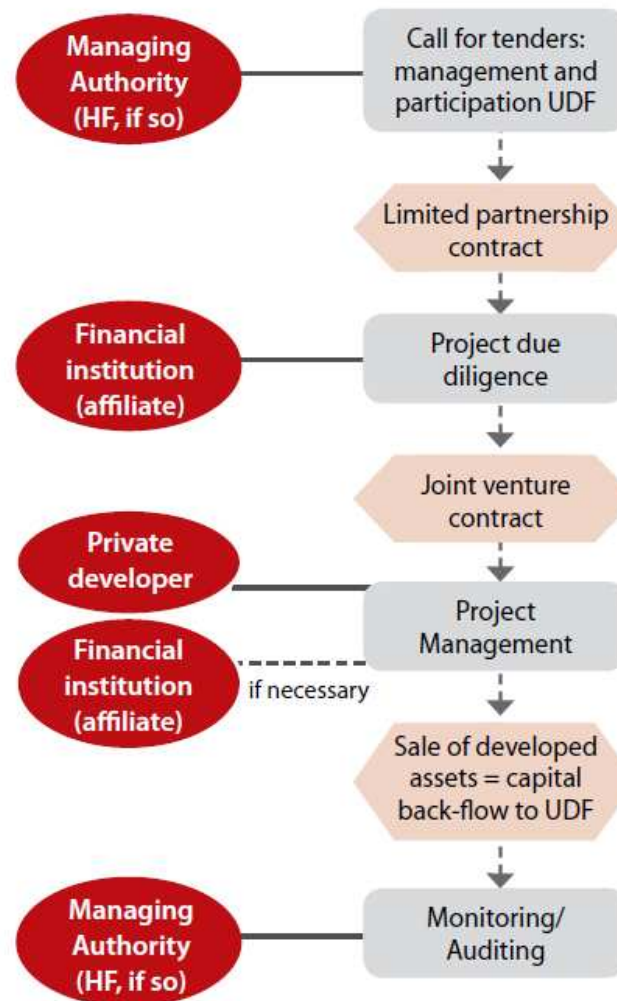 Managing
Authority
(HF, if so)
Call for tenders:
management and
participation UDF
Limited partnership
contract
Financial
institution
(affiliate)
Project due
diligence
Joint venture
contract
Private
developer
Project
Management
Financial
institution
(affiliate)
if necessary
Sale of developed
assets = capital
back-flow to UDF
Managing
Authority
(HF, if so)
Monitoring/
Auditing